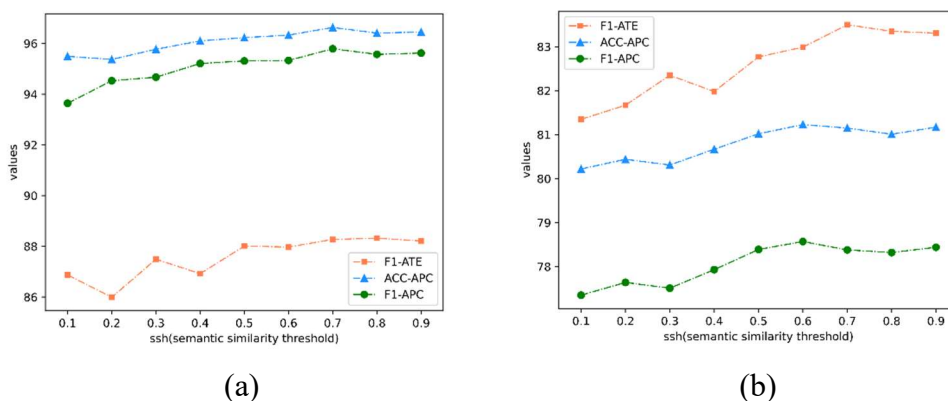 96
94
92
90
88
86
values
0.1 0.2 0.3 0.4 0.5 0.6 0.7 0.8 0.9
ssh(semantic similarity threshold)
F1-ATE
ACC-APC
F1-APC
(a)
83
82
81
80
79
78
values
0.1 0.2 0.3 0.4 0.5 0.6 0.7 0.8 0.9
ssh(semantic similarity threshold)
F1-ATE
ACC-APC
F1-APC
(b)